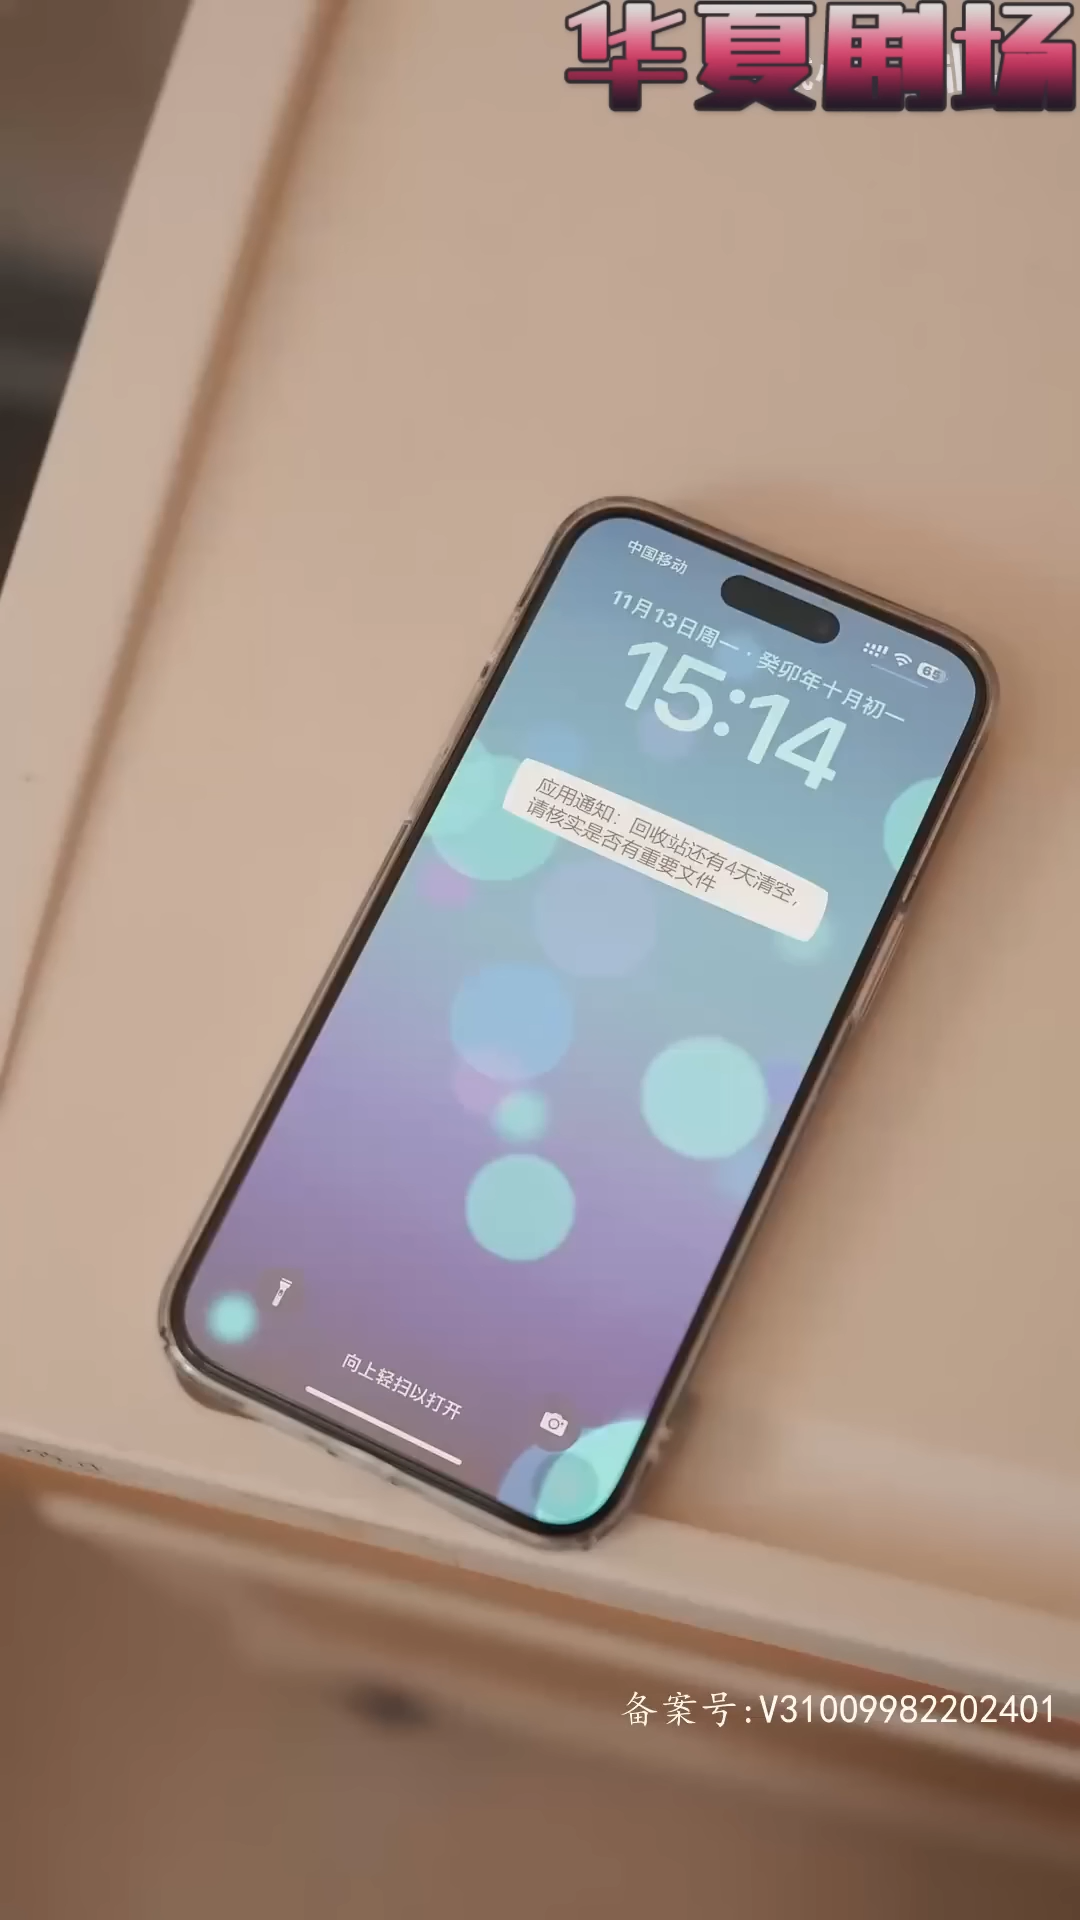 华夏剧场
中国移动
65
11月13日周一·癸卯年十月初一
15:14
应用通知：回收站还有4天清空，
请核实是否有重要文件
向上轻扫以打开
备案号:V31009982202401